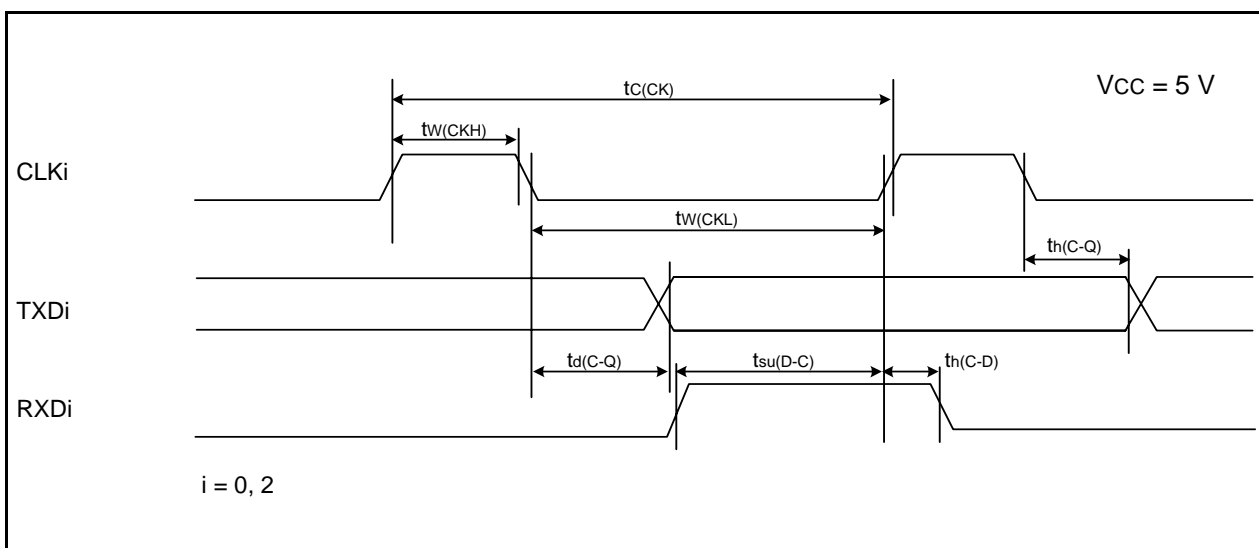 tC(CK)
VCC = 5 V
tW(CKH)
CLKi
tW(CKL)
th(C-Q)
TXDi
td(C-Q)
tsu(D-C)
th(C-D)
RXDi
i = 0, 2